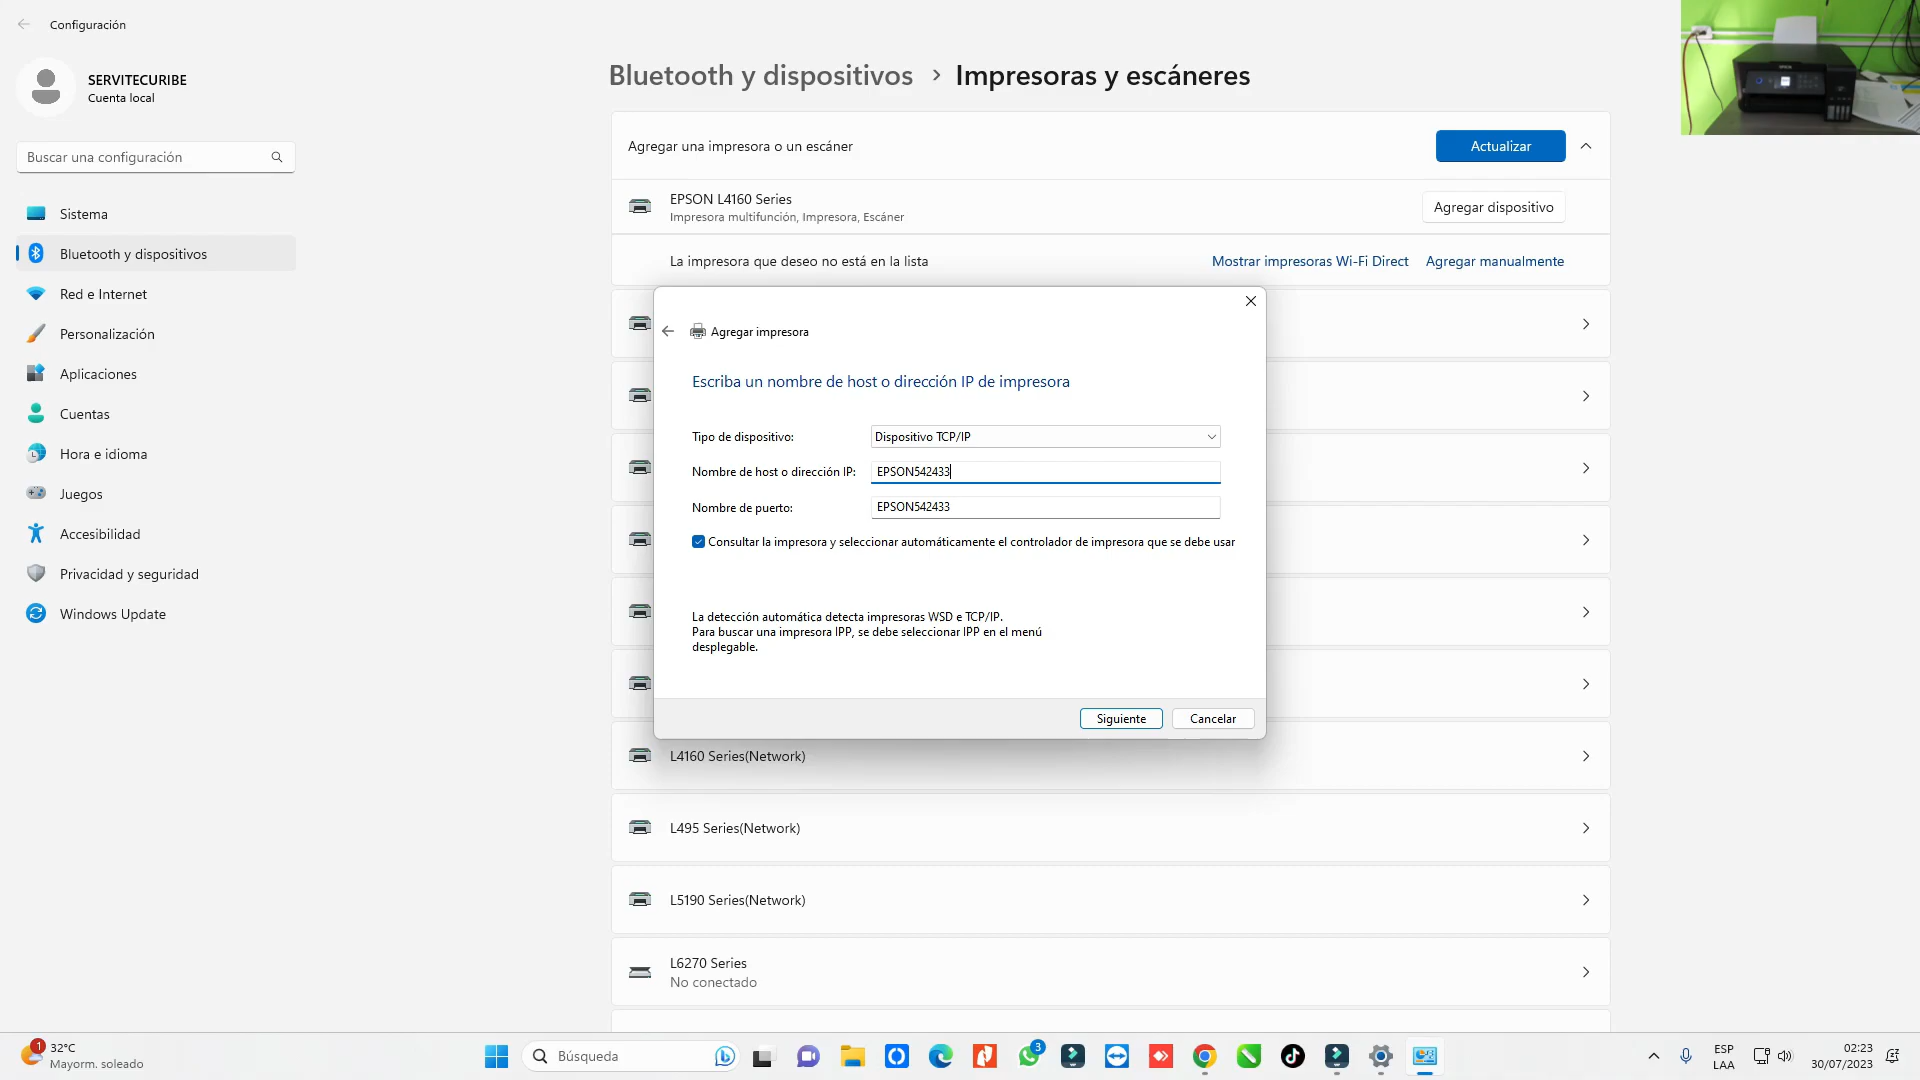 Configuración
SERVITECURIBE
Cuenta local
Buscar una configuración
Sistema
Bluetooth y dispositivos
Red e Internet
Personalización
Aplicaciones
Cuentas
Hora e idioma
Juegos
Accesibilidad
Privacidad y seguridad
Windows Update
Bluetooth y dispositivos › Impresoras y escáneres
Agregar una impresora o un escáner
Actualizar
EPSON L4160 Series
Impresora multifunción, Impresora, Escáner
Agregar dispositivo
La impresora que deseo no está en la lista
Mostrar impresoras Wi-Fi Direct
Agregar manualmente
Agregar impresora
Escriba un nombre de host o dirección IP de impresora
Tipo de dispositivo:
Dispositivo TCP/IP
Nombre de host o dirección IP:
EPSON542433
Nombre de puerto:
EPSON542433
Consultar la impresora y seleccionar automáticamente el controlador de impresora que se debe usar
La detección automática detecta impresoras WSD e TCP/IP.
Para buscar una impresora IPP, se debe seleccionar IPP en el menú
desplegable.
Siguiente
Cancelar
L4160 Series(Network)
L495 Series(Network)
L5190 Series(Network)
L6270 Series
No conectado
1
32°C
Mayorm. soleado
Búsqueda
3
ESP
LAA
02:23
30/07/2023